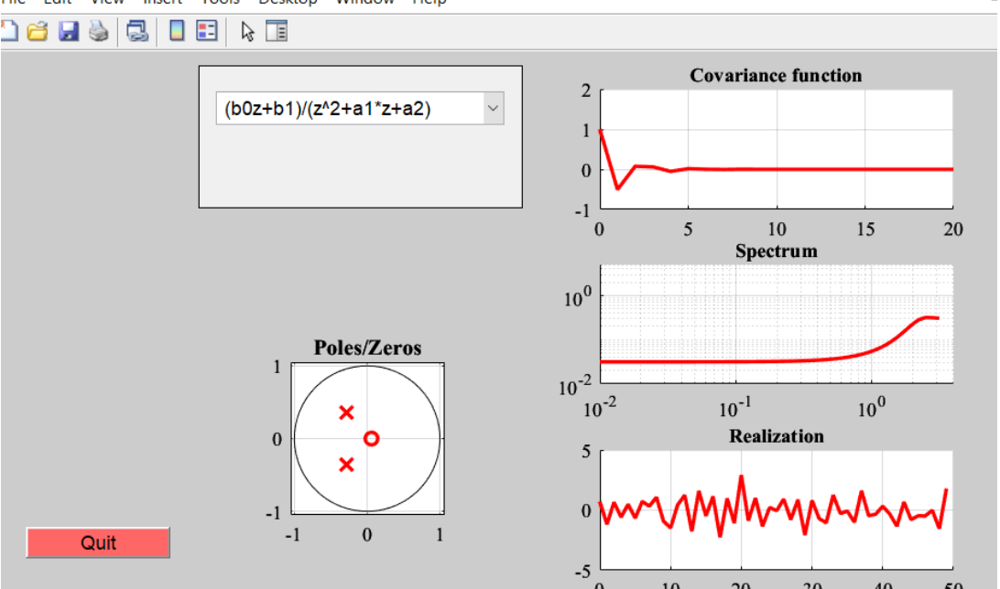 File Edit View Insert Tools Desktop Window Help
(b0z+b1)/(z^2+a1*z+a2)
Covariance function
2
1
0
-1
0 5 10 15 20
Spectrum
10^0
10^-2
10^-2 10^-1 10^0
Poles/Zeros
1
0
-1
-1 0 1
Realization
5
0
-5
0 10 20 30 40 50
Quit